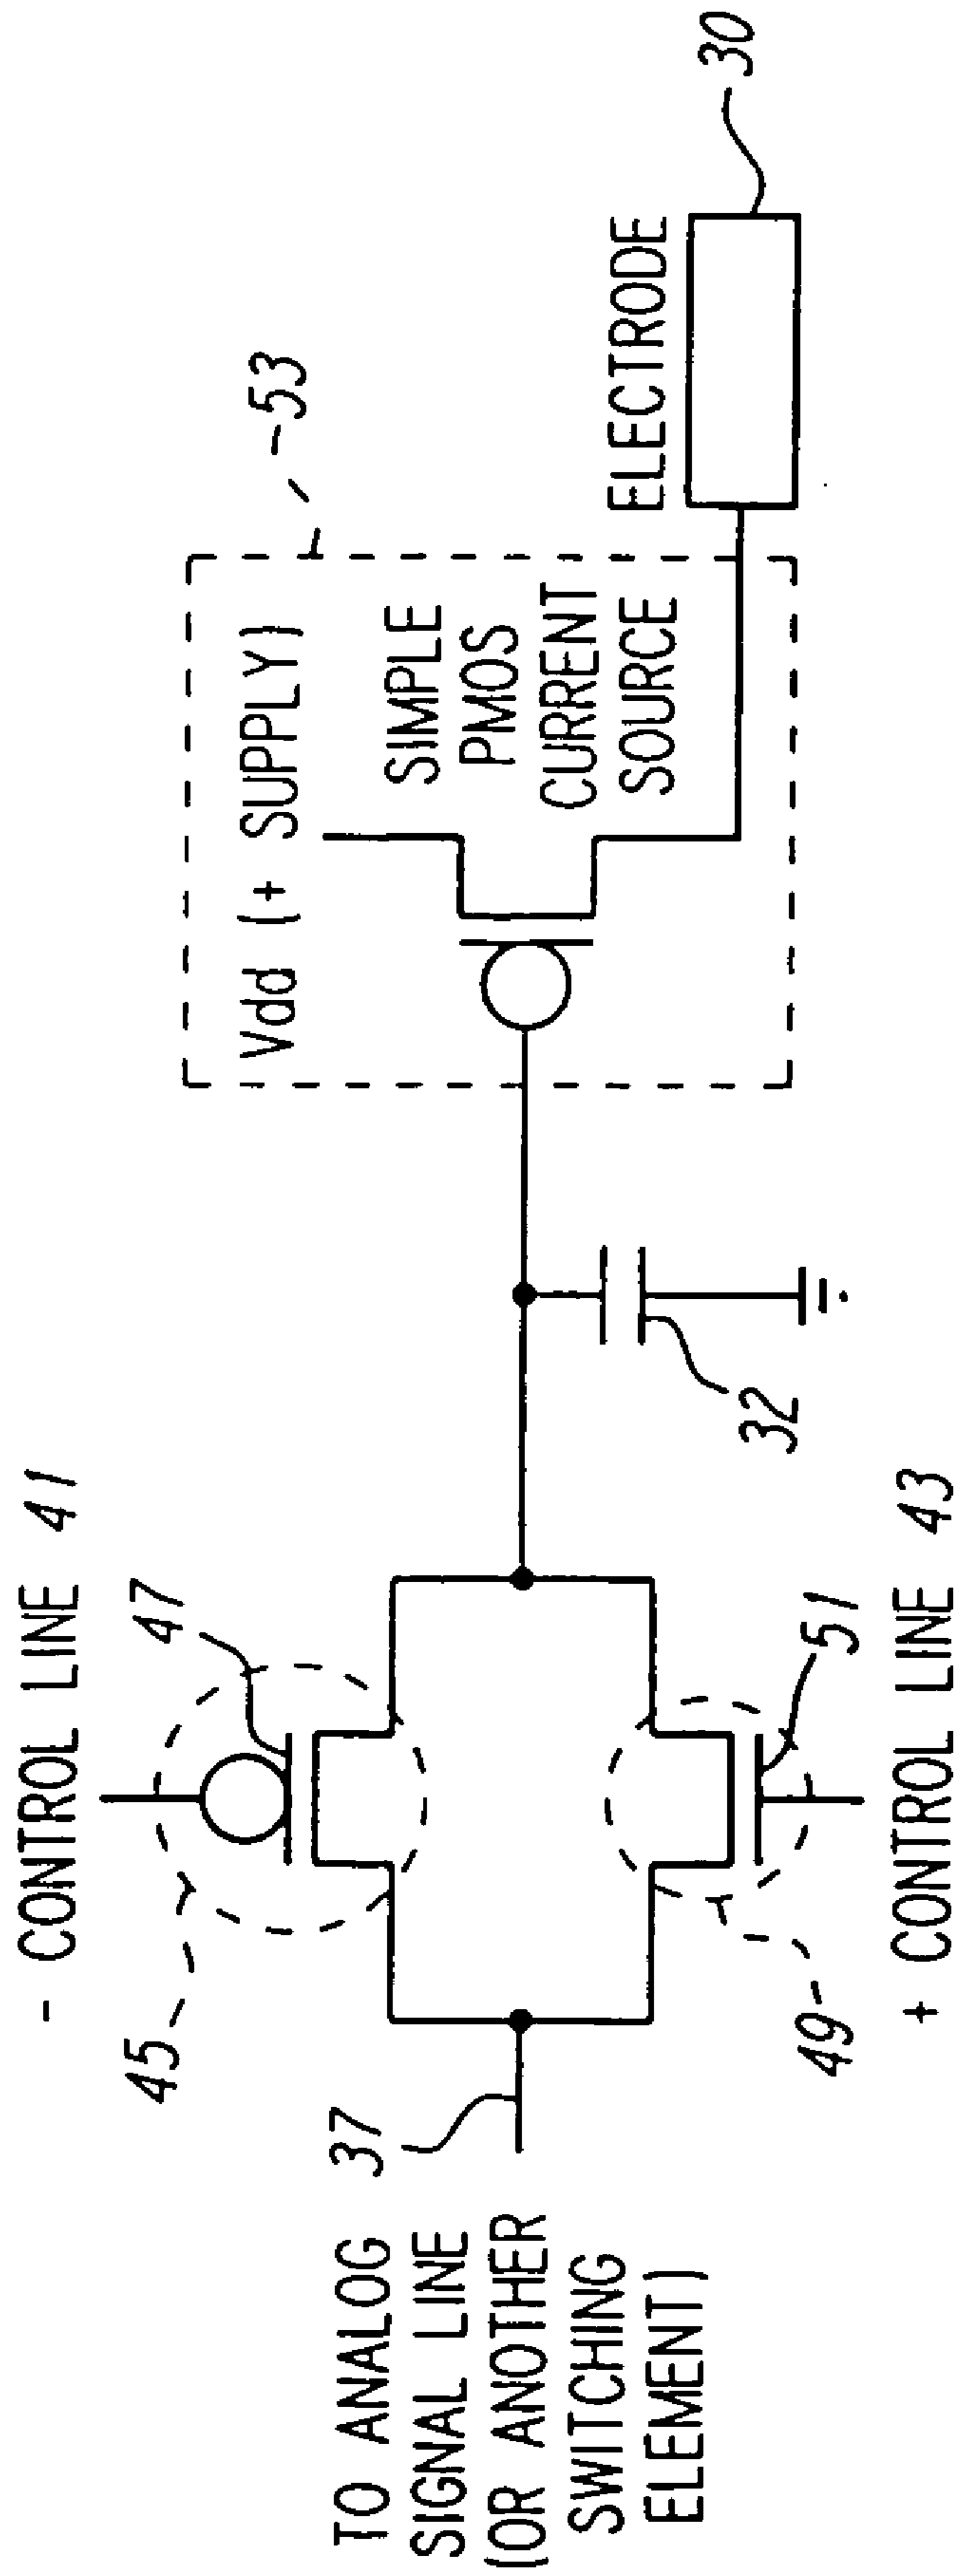 - CONTROL LINE 41
45
47
TO ANALOG
SIGNAL LINE
(OR ANOTHER
SWITCHING
ELEMENT)
37
49
51
+ CONTROL LINE 43
32
53
Vdd (+ SUPPLY)
SIMPLE
PMOS
CURRENT
SOURCE
ELECTRODE
30